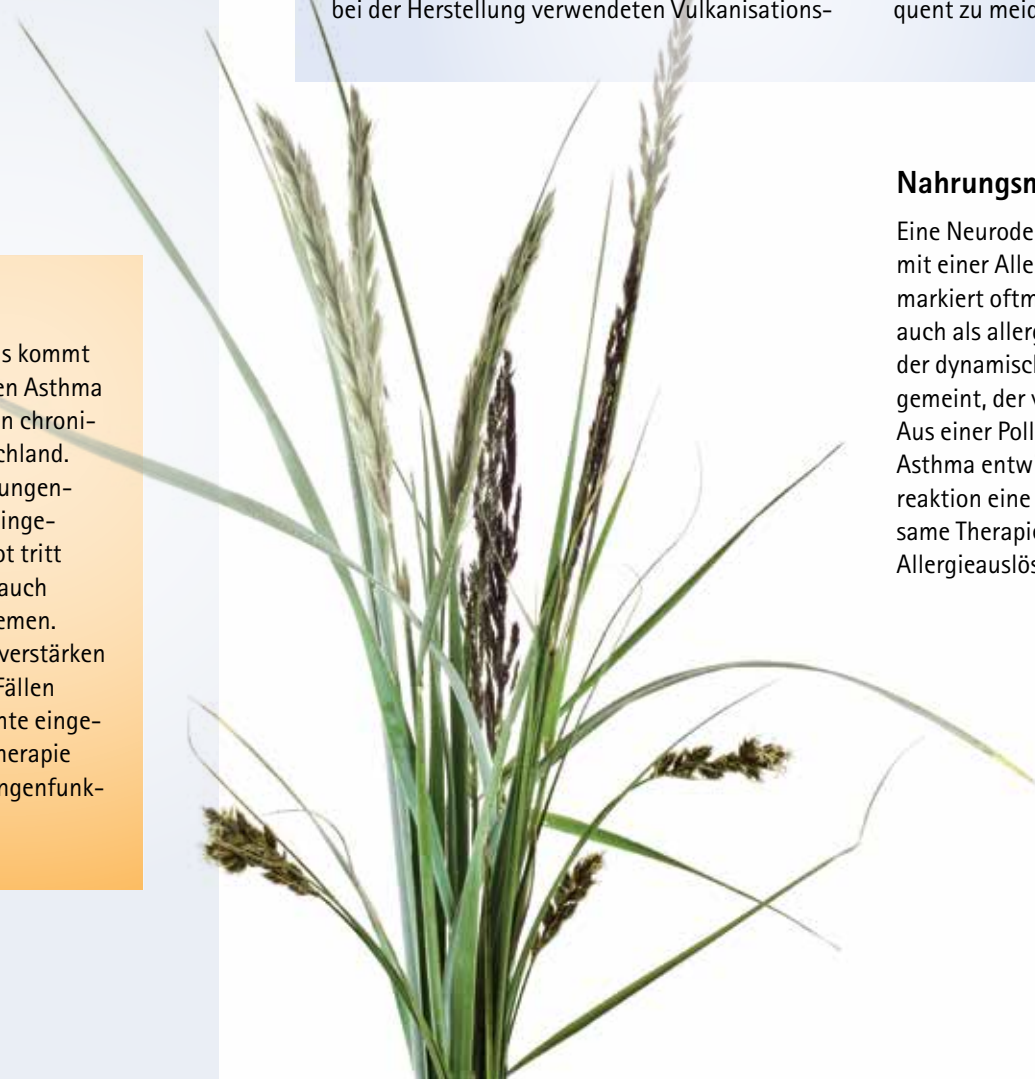 bei der Herstellung verwendeten Vulkanisations-
quent zu meid
s kommt
en Asthma
n chroni-
chland.
ungen-
inge-
ot tritt
auch
emen.
verstärken
Fällen
nte einge-
herapie
ngenfunk-
Nahrungsm
Eine Neurode
mit einer Alle
markiert oftm
auch als allerg
der dynamisch
gemeint, der v
Aus einer Poll
Asthma entwi
reaktion eine
same Therapie
Allergieauslös